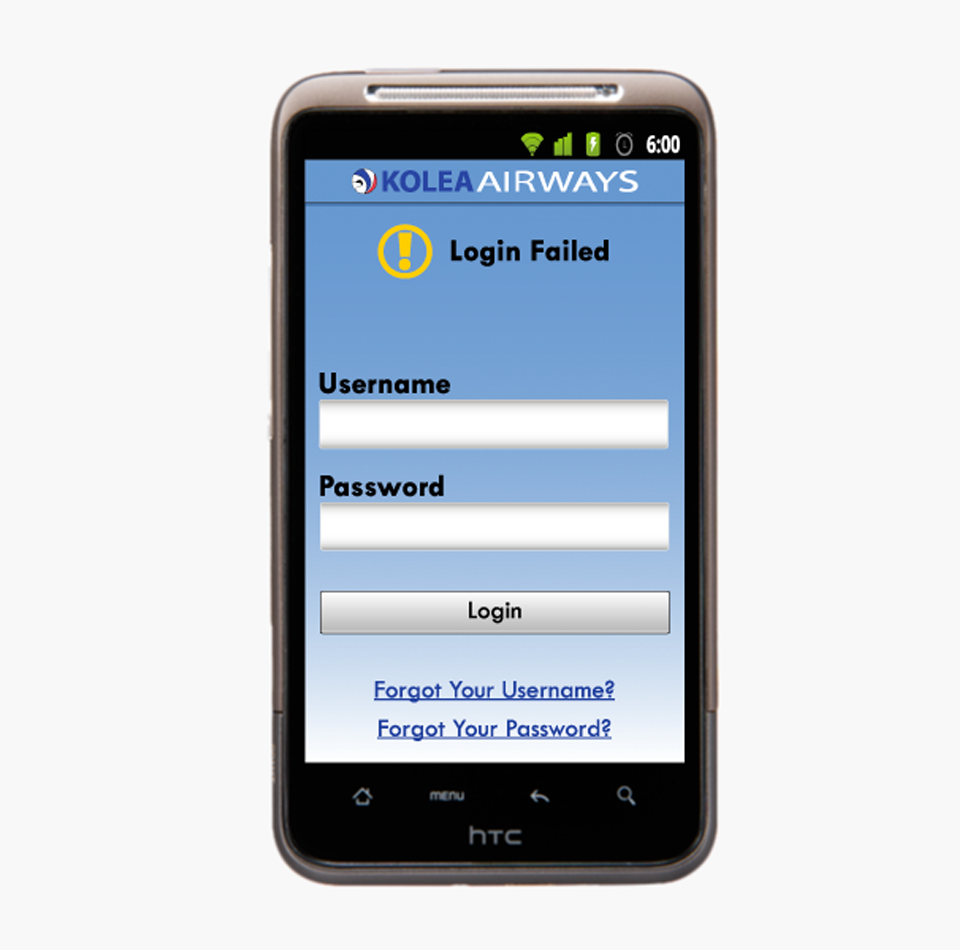 6:00
KOLEA AIRWAYS
Login Failed
Username
Password
Login
Forgot Your Username?
Forgot Your Password?
MENU
hTC